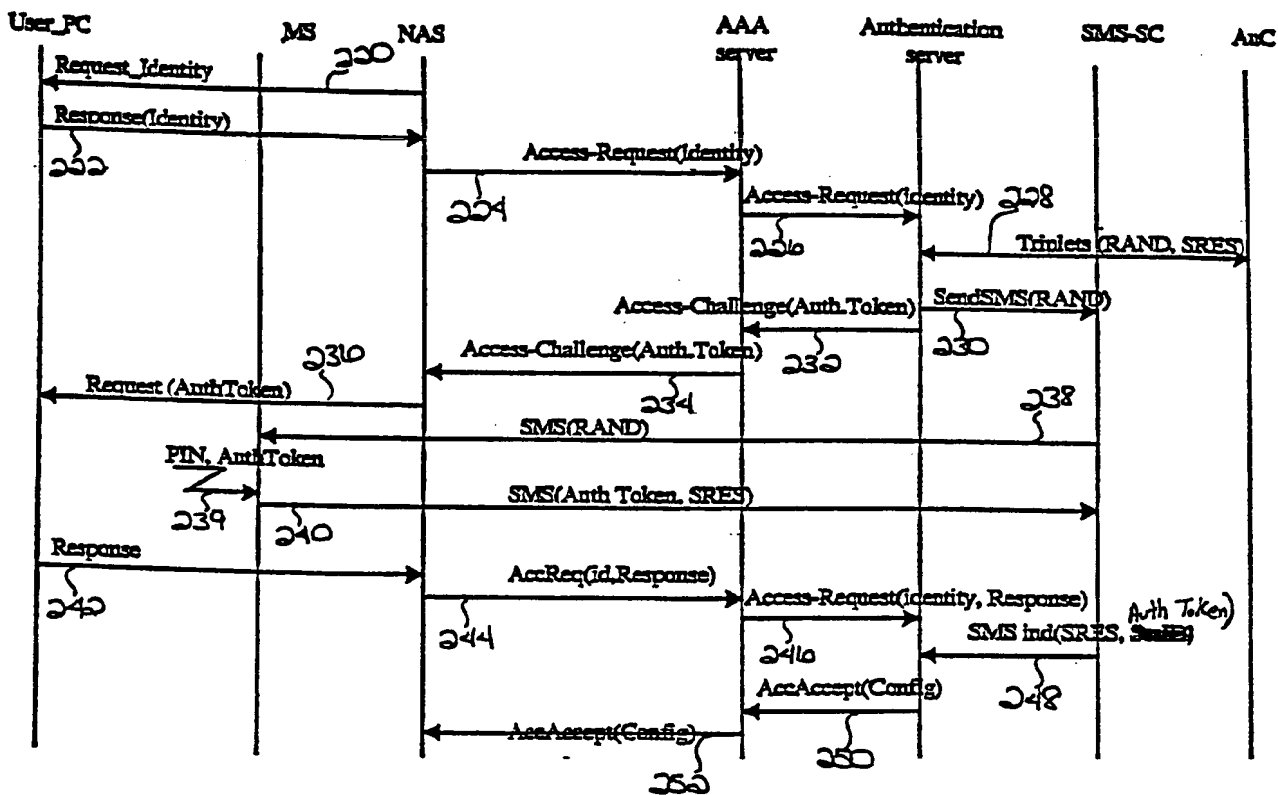 User_PC
MS
NAS
AAA
server
Authentication
server
SMS-SC
AuC
220
Request_Identity
Response(Identity)
222
Access-Request(Identity)
224
Access-Request(identity)
226
228
Triplets (RAND, SRES)
Access-Challenge(Auth.Token)
SendSMS(RAND)
232
230
236
Access-Challenge(Auth.Token)
234
Request (AuthToken)
238
SMS(RAND)
PIN, AuthToken
239
SMS(Auth Token, SRES)
240
Response
242
AccReq(id,Response)
244
Access-Request(identity, Response)
246
Auth Token)
SMS ind(SRES,
248
AccAccept(Config)
250
AccAccept(Config)
252